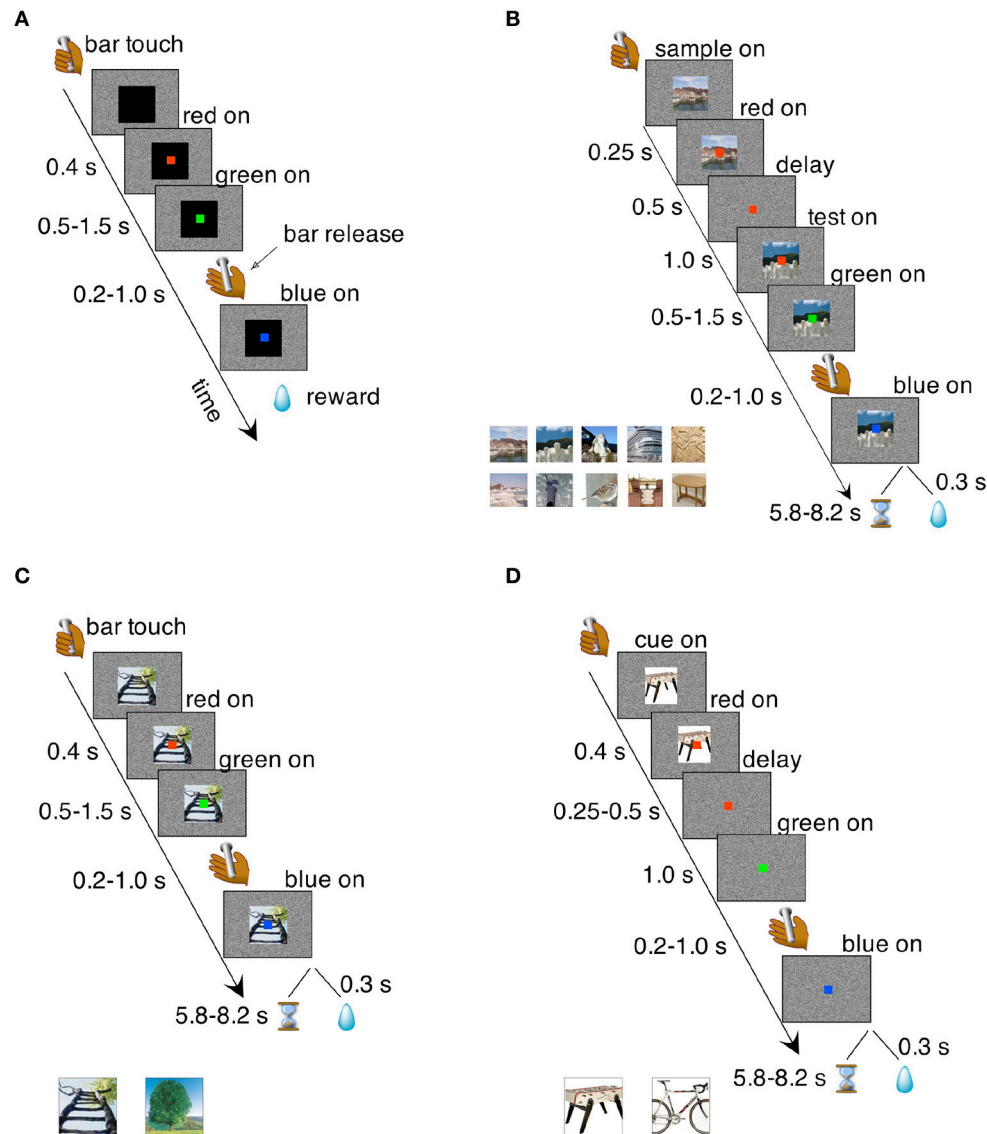 A
bar touch
red on
0.4 s
green on
0.5-1.5 s
bar release
0.2-1.0 s
blue on
time
reward
B
sample on
red on
0.25 s
delay
0.5 s
test on
1.0 s
green on
0.5-1.5 s
0.2-1.0 s
blue on
0.3 s
5.8-8.2 s
C
bar touch
red on
0.4 s
green on
0.5-1.5 s
0.2-1.0 s
blue on
0.3 s
5.8-8.2 s
D
cue on
red on
0.4 s
delay
0.25-0.5 s
green on
1.0 s
0.2-1.0 s
blue on
0.3 s
5.8-8.2 s